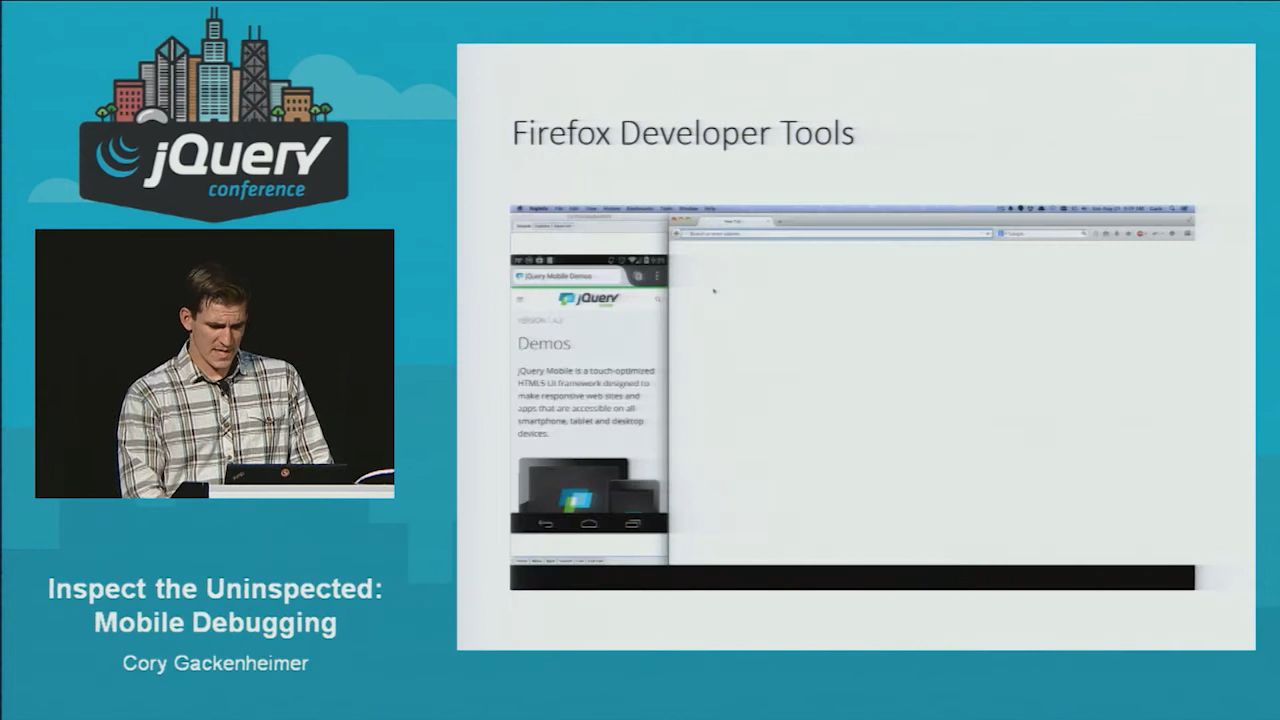 jQuery
conference
Inspect the Uninspected:
Mobile Debugging
Cory Gackenheimer
Firefox Developer Tools
jQuery Mobile Demos
jQuery
Demos
jQuery Mobile is a touch-optimized
HTML5 UI framework designed to
make responsive web sites and
apps that are accessible on all
smartphone, tablet and desktop
devices.